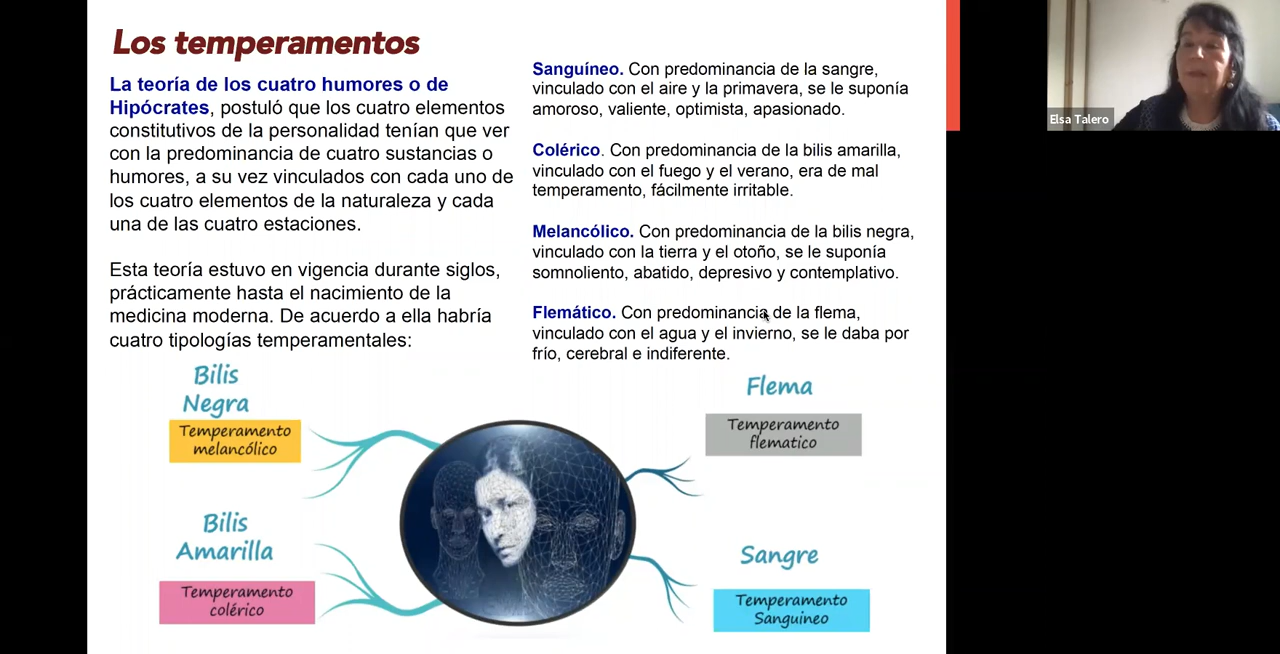 Los temperamentos
La teoría de los cuatro humores o de
Hipócrates, postuló que los cuatro elementos
constitutivos de la personalidad tenían que ver
con la predominancia de cuatro sustancias o
humores, a su vez vinculados con cada uno de
los cuatro elementos de la naturaleza y cada
una de las cuatro estaciones.
Esta teoría estuvo en vigencia durante siglos,
prácticamente hasta el nacimiento de la
medicina moderna. De acuerdo a ella habría
cuatro tipologías temperamentales:
Sanguíneo. Con predominancia de la sangre,
vinculado con el aire y la primavera, se le suponía
amoroso, valiente, optimista, apasionado.
Colérico. Con predominancia de la bilis amarilla,
vinculado con el fuego y el verano, era de mal
temperamento, fácilmente irritable.
Melancólico. Con predominancia de la bilis negra,
vinculado con la tierra y el otoño, se le suponía
somnoliento, abatido, depresivo y contemplativo.
Flemático. Con predominancia de la flema,
vinculado con el agua y el invierno, se le daba por
frío, cerebral e indiferente.
Bilis
Negra
Temperamento
melancólico
Bilis
Amarilla
Temperamento
colérico
Flema
Temperamento
flematico
Sangre
Temperamento
Sanguineo
Elsa Talero